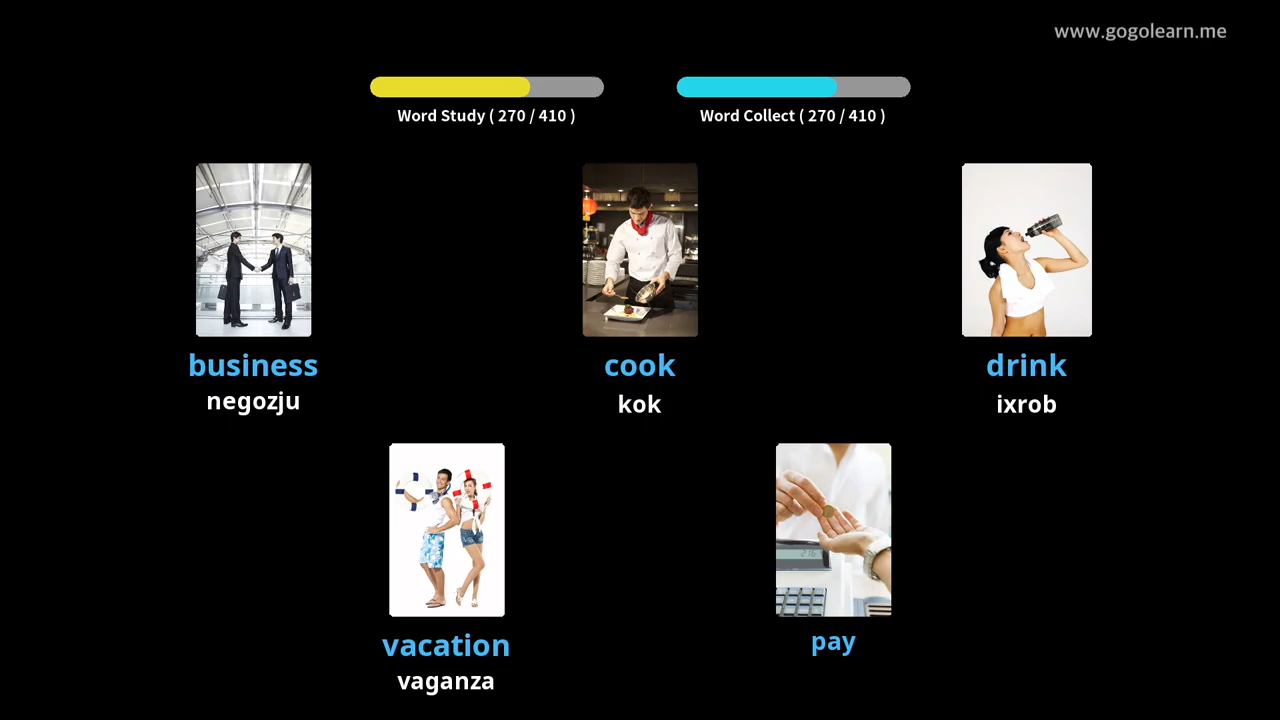 www.gogolearn.me
Word Study ( 270 / 410 )
Word Collect ( 270 / 410 )
business
negozju
cook
kok
drink
ixrob
vacation
vaganza
pay